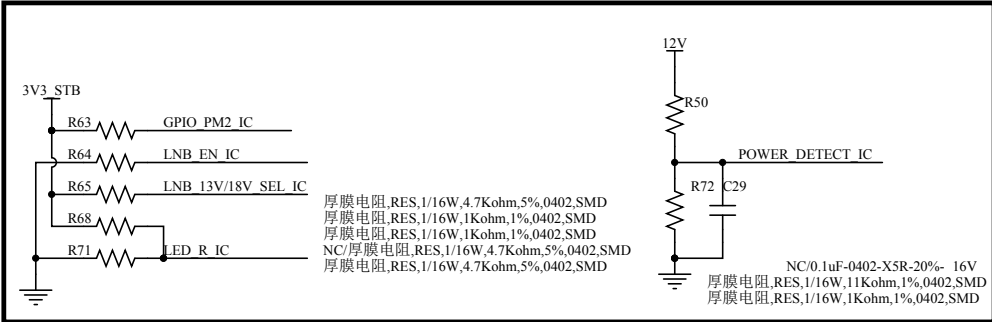 3V3_STB
R63 GPIO_PM2_IC
R64 LNB_EN_IC
R65 LNB_13V/18V_SEL_IC
R68
R71 LED_R_IC
厚膜电阻,RES,1/16W,4.7Kohm,5%,0402,SMD
厚膜电阻,RES,1/16W,1Kohm,1%,0402,SMD
厚膜电阻,RES,1/16W,1Kohm,1%,0402,SMD
NC/厚膜电阻,RES,1/16W,4.7Kohm,5%,0402,SMD
厚膜电阻,RES,1/16W,4.7Kohm,5%,0402,SMD
12V
R50
POWER_DETECT_IC
R72 C29
NC/0.1uF-0402-X5R-20%- 16V
厚膜电阻,RES,1/16W,11Kohm,1%,0402,SMD
厚膜电阻,RES,1/16W,1Kohm,1%,0402,SMD